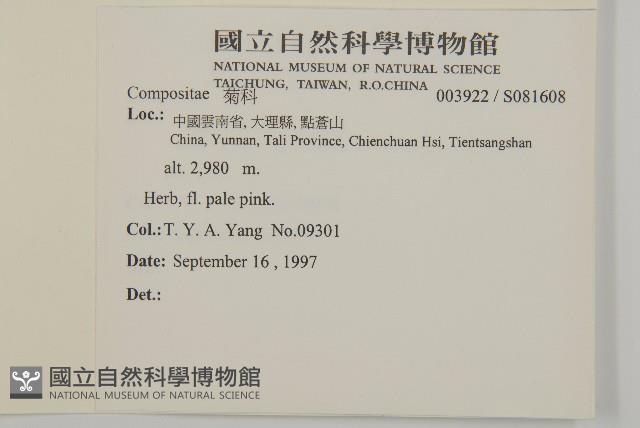 國立自然科學博物館
NATIONAL MUSEUM OF NATURAL SCIENCE
TAICHUNG, TAIWAN, R.O.CHINA
Compositae 菊科 003922 / S081608
Loc.: 中國雲南省, 大理縣, 點蒼山
China, Yunnan, Tali Province, Chienchuan Hsi, Tientsangshan
alt. 2,980 m.
Herb, fl. pale pink.
Col.: T. Y. A. Yang No.09301
Date: September 16 , 1997
Det.:
國立自然科學博物館
NATIONAL MUSEUM OF NATURAL SCIENCE